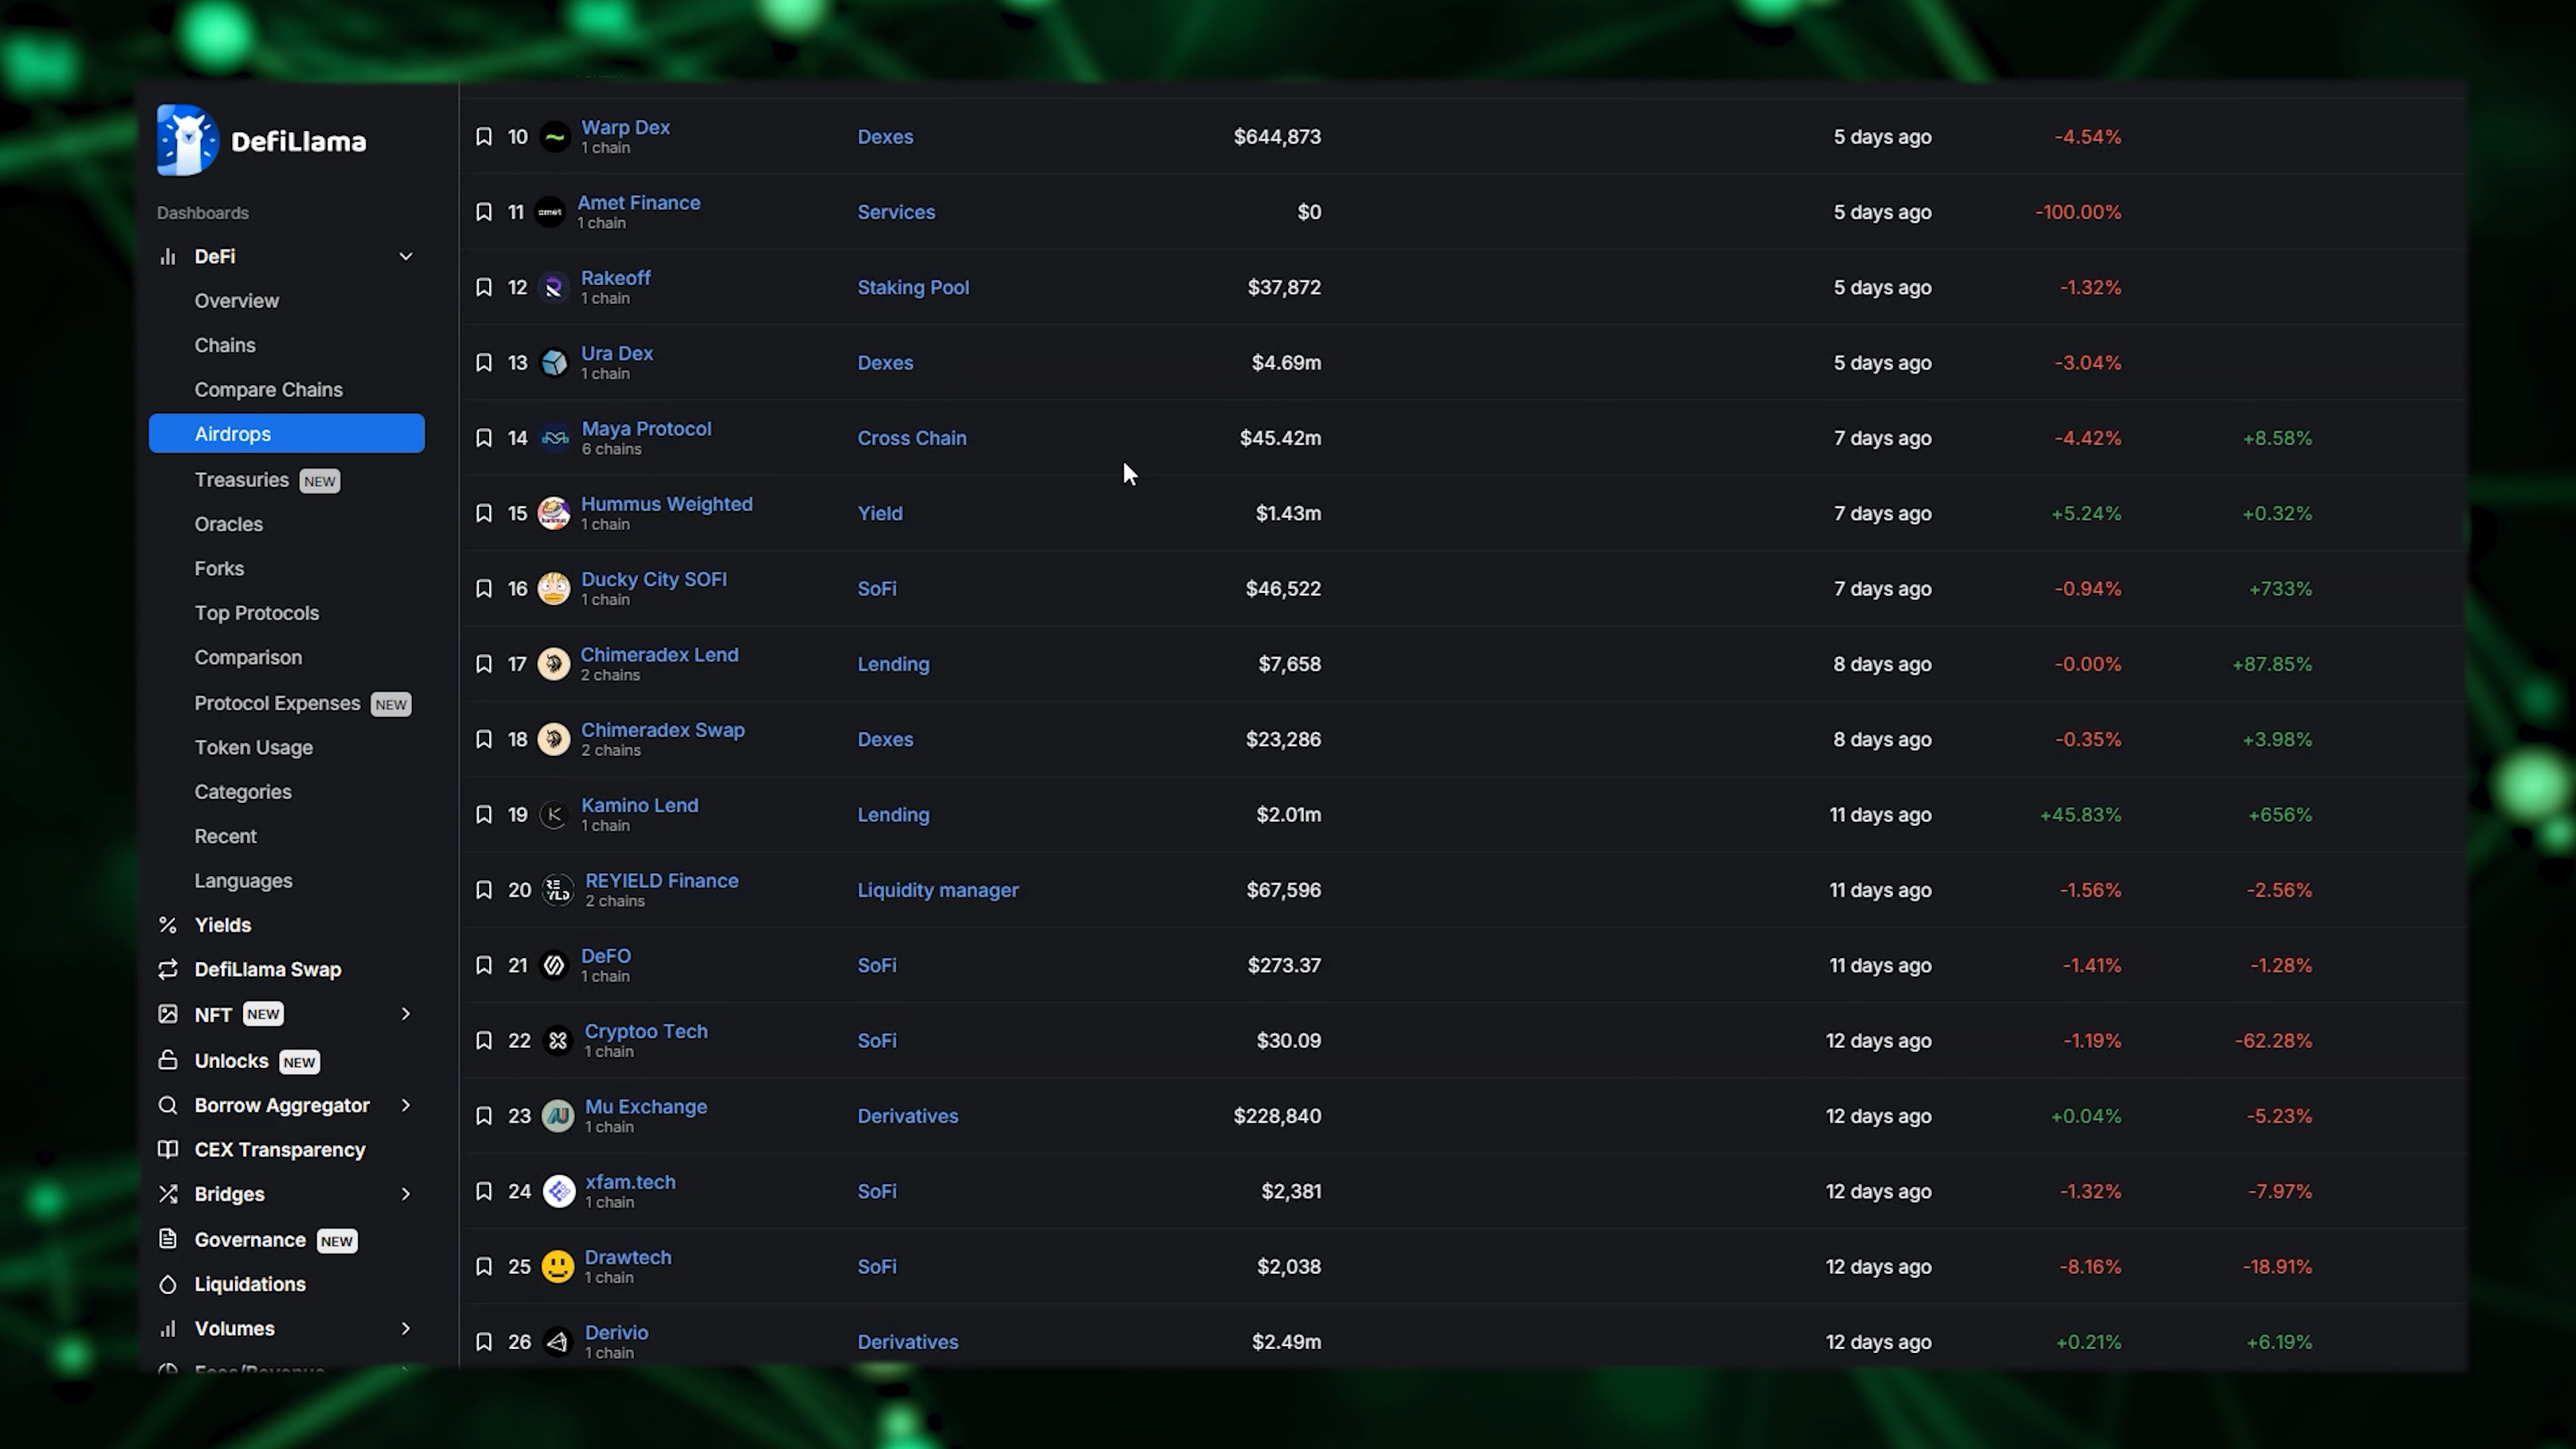 DefiLlama
Dashboards
DeFi
Overview
Chains
Compare Chains
Airdrops
Treasuries NEW
Oracles
Forks
Top Protocols
Comparison
Protocol Expenses NEW
Token Usage
Categories
Recent
Languages
Yields
DefiLlama Swap
NFT NEW
Unlocks NEW
Borrow Aggregator
CEX Transparency
Bridges
Governance NEW
Liquidations
Volumes
10 Warp Dex Dexes $644,873 5 days ago -4.54%
1 chain
11 Amet Finance Services $0 5 days ago -100.00%
1 chain
12 Rakeoff Staking Pool $37,872 5 days ago -1.32%
1 chain
13 Ura Dex Dexes $4.69m 5 days ago -3.04%
1 chain
14 Maya Protocol Cross Chain $45.42m 7 days ago -4.42% +8.58%
6 chains
15 Hummus Weighted Yield $1.43m 7 days ago +5.24% +0.32%
1 chain
16 Ducky City SOFI SoFi $46,522 7 days ago -0.94% +733%
1 chain
17 Chimeradex Lend Lending $7,658 8 days ago -0.00% +87.85%
2 chains
18 Chimeradex Swap Dexes $23,286 8 days ago -0.35% +3.98%
2 chains
19 Kamino Lend Lending $2.01m 11 days ago +45.83% +656%
1 chain
20 REYIELD Finance Liquidity manager $67,596 11 days ago -1.56% -2.56%
2 chains
21 DeFO SoFi $273.37 11 days ago -1.41% -1.28%
1 chain
22 Cryptoo Tech SoFi $30.09 12 days ago -1.19% -62.28%
1 chain
23 Mu Exchange Derivatives $228,840 12 days ago +0.04% -5.23%
1 chain
24 xfam.tech SoFi $2,381 12 days ago -1.32% -7.97%
1 chain
25 Drawtech SoFi $2,038 12 days ago -8.16% -18.91%
1 chain
26 Derivio Derivatives $2.49m 12 days ago +0.21% +6.19%
1 chain